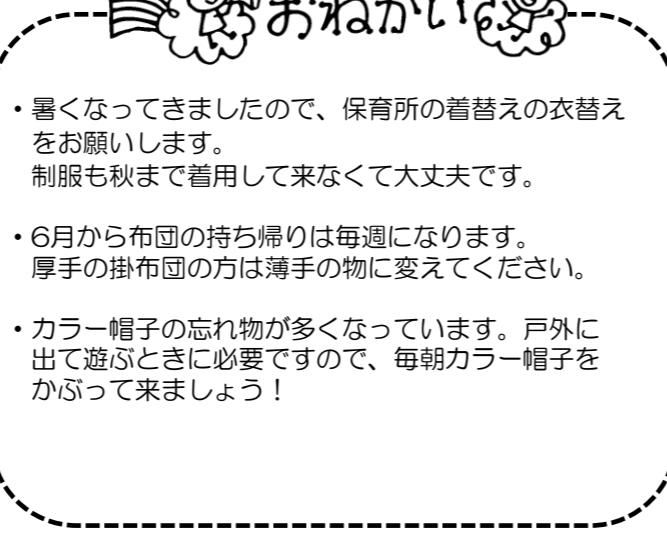 おねがい
・暑くなってきましたので、保育所の着替えの衣替え
をお願いします。
制服も秋まで着用して来なくて大丈夫です。
・6月から布団の持ち帰りは毎週になります。
厚手の掛布団の方は薄手の物に変えてください。
・カラー帽子の忘れ物が多くなっています。戸外に
出て遊ぶときに必要ですので、毎朝カラー帽子を
かぶって来ましょう！